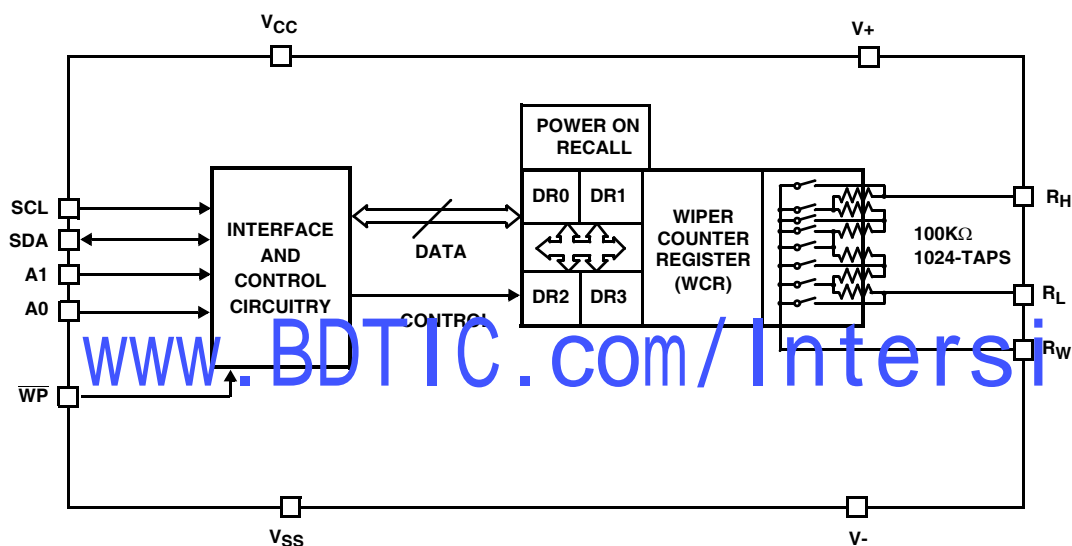 VCC
V+
POWER ON
RECALL
DR0
DR1
SCL
SDA
A1
A0
WP
INTERFACE
AND
CONTROL
CIRCUITRY
DATA
CONTROL
WIPER
COUNTER
REGISTER
(WCR)
DR2
DR3
RH
100KΩ
1024-TAPS
RL
RW
www.BDTIC.com/Intersi
VSS
V-